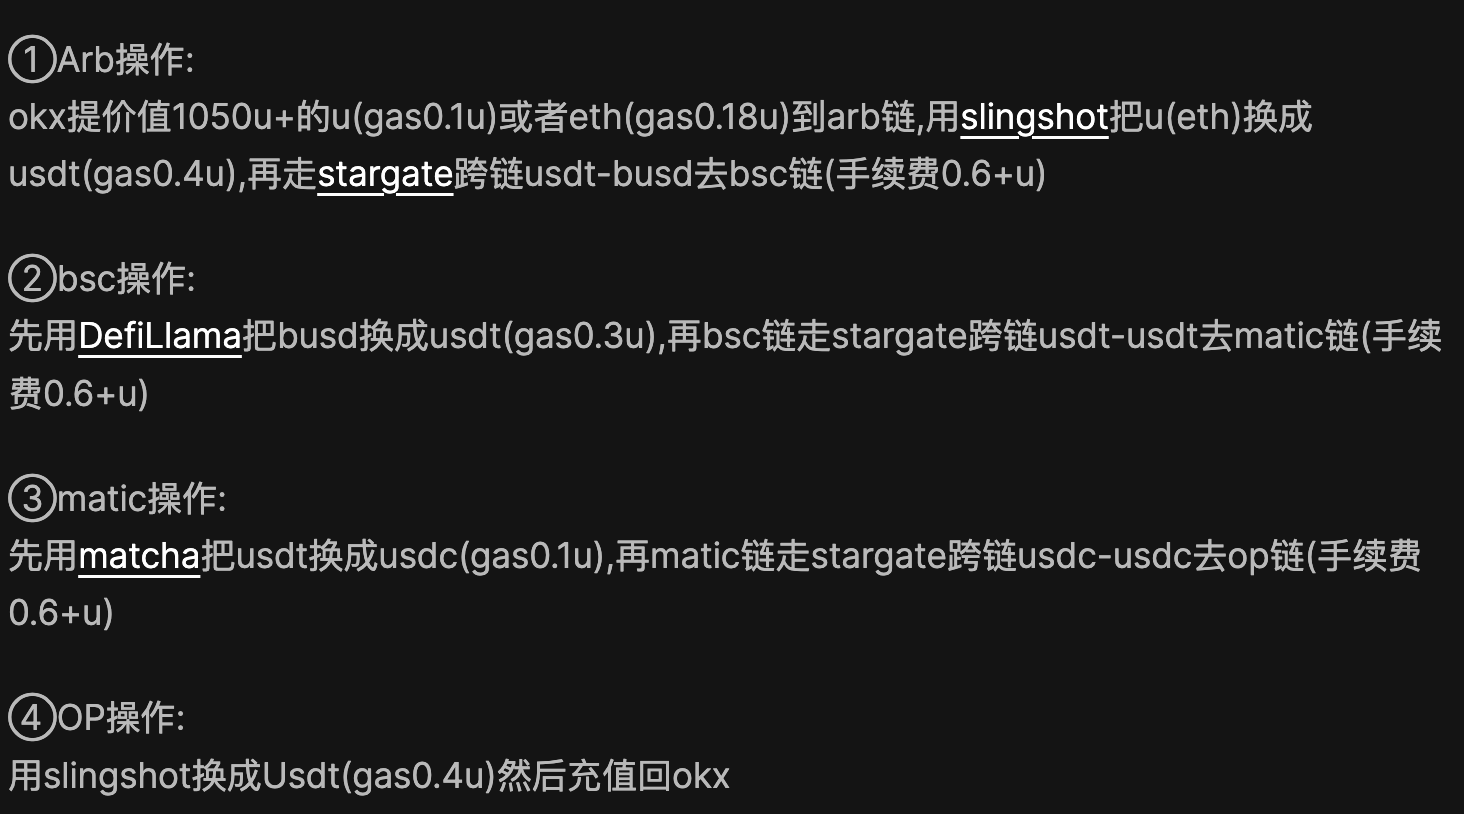 ①Arb操作:
okx提价值1050u+的u(gas0.1u)或者eth(gas0.18u)到arb链,用slingshot把u(eth)换成
usdt(gas0.4u),再走stargate跨链usdt-busd去bsc链(手续费0.6+u)
②bsc操作:
先用DefiLlama把busd换成usdt(gas0.3u),再bsc链走stargate跨链usdt-usdt去matic链(手续
费0.6+u)
③matic操作:
先用matcha把usdt换成usdc(gas0.1u),再matic链走stargate跨链usdc-usdc去op链(手续费
0.6+u)
④OP操作:
用slingshot换成Usdt(gas0.4u)然后充值回okx